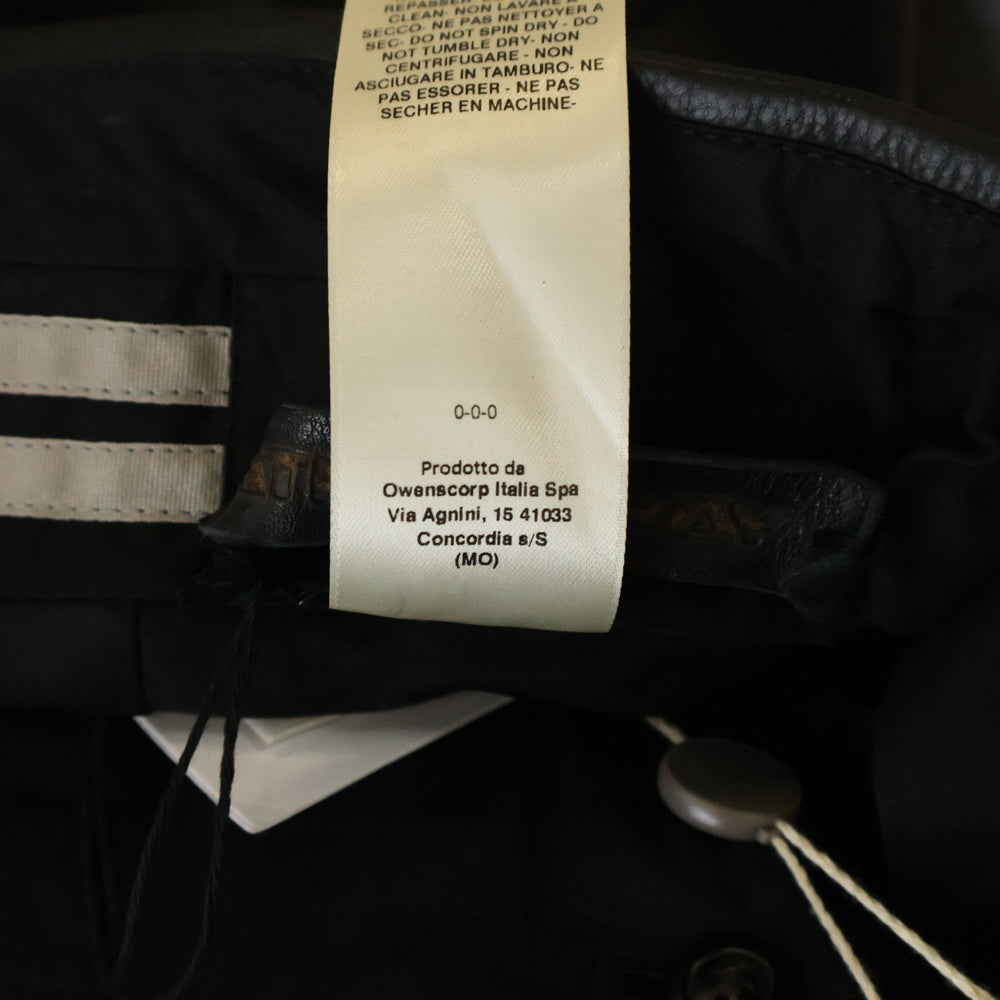 REPASSER-
CLEAN- NON LAVARE A
SECCO- NE PAS NETTOYER A
SEC- DO NOT SPIN DRY - DO
NOT TUMBLE DRY- NON
CENTRIFUGARE - NON
ASCIUGARE IN TAMBURO- NE
PAS ESSORER - NE PAS
SECHER EN MACHINE-
0-0-0
Prodotto da
Owenscorp Italia Spa
Via Agnini, 15 41033
Concordia s/S
(MO)